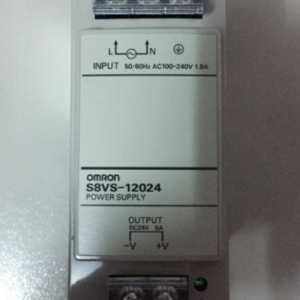 L N
INPUT 50/60Hz AC100-240V 1.8A
OMRON
S8VS-12024
POWER SUPPLY
OUTPUT
DC24V 5A
-V +V